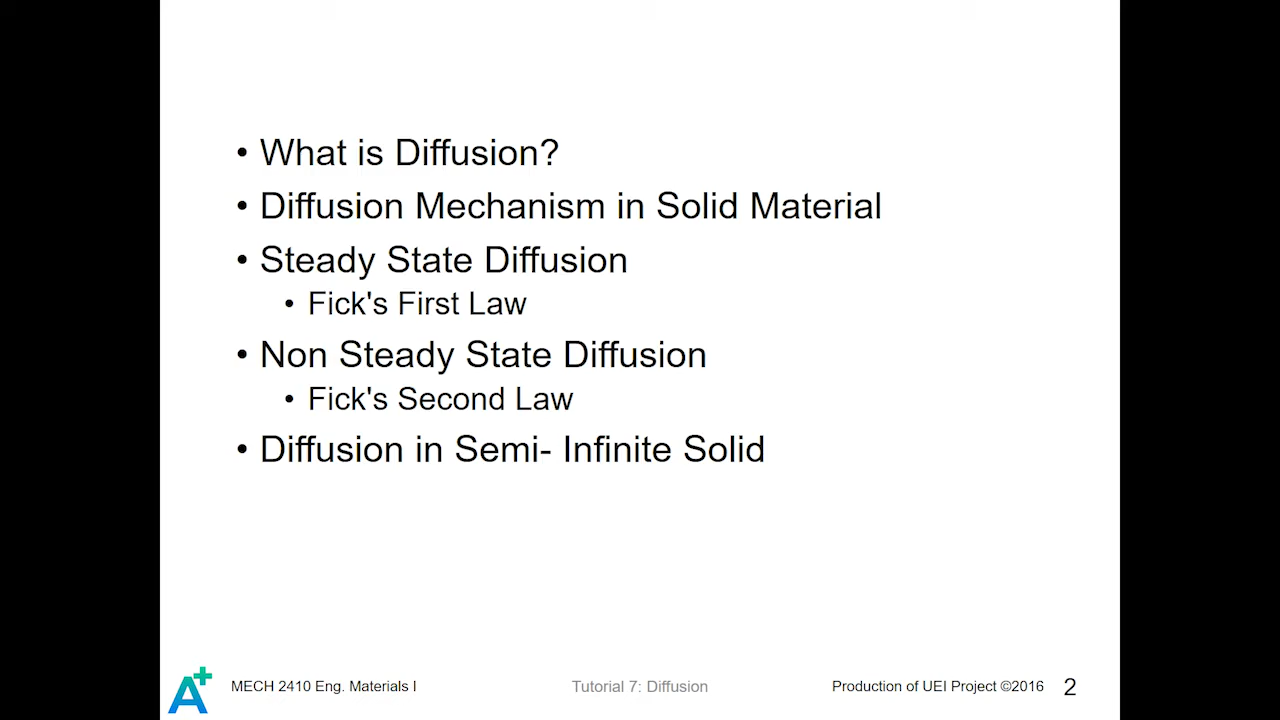 • What is Diffusion?
• Diffusion Mechanism in Solid Material
• Steady State Diffusion
• Fick's First Law
• Non Steady State Diffusion
• Fick's Second Law
• Diffusion in Semi- Infinite Solid
A+ MECH 2410 Eng. Materials I Tutorial 7: Diffusion Production of UEI Project ©2016 2